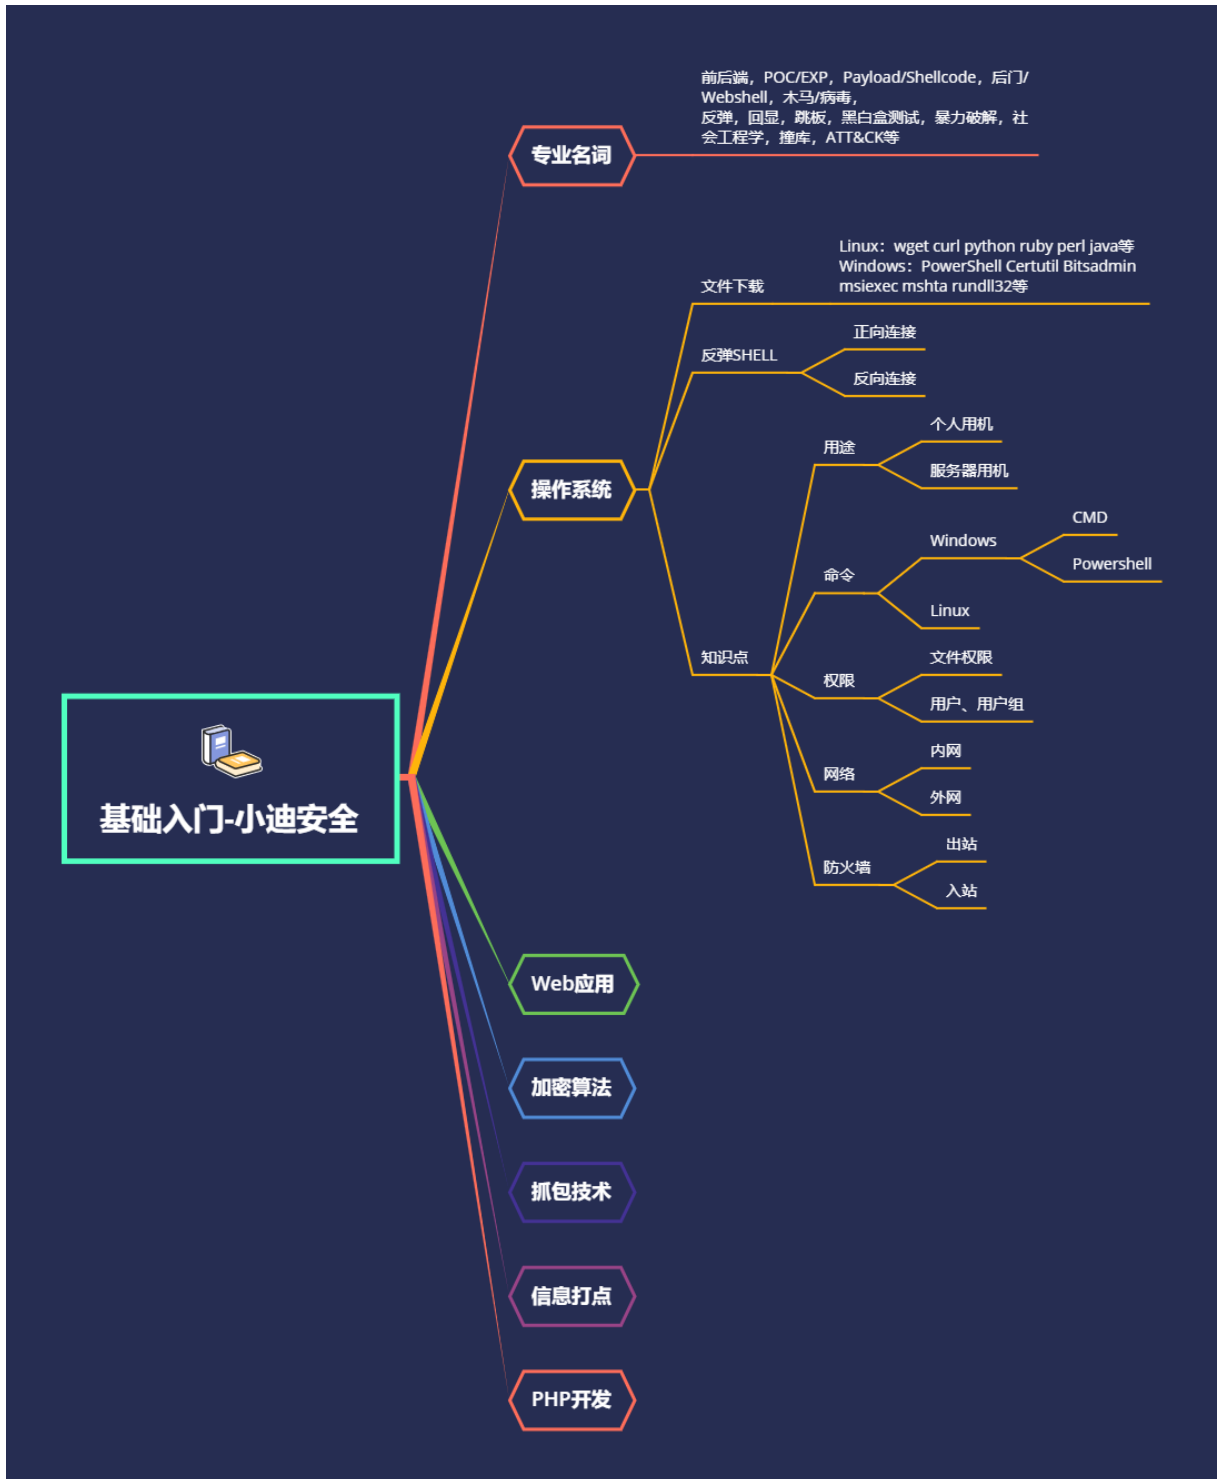 前后端，POC/EXP，Payload/Shellcode，后门/
Webshell，木马/病毒，
反弹，回显，跳板，黑白盒测试，暴力破解，社
会工程学，撞库，ATT&CK等
专业名词
Linux：wget curl python ruby perl java等
Windows：PowerShell Certutil Bitsadmin
msiexec mshta rundll32等
文件下载
正向连接
反弹SHELL
反向连接
个人用机
用途
服务器用机
操作系统
CMD
Windows
Powershell
命令
Linux
知识点
文件权限
权限
用户、用户组
内网
网络
外网
基础入门-小迪安全
出站
防火墙
入站
Web应用
加密算法
抓包技术
信息打点
PHP开发